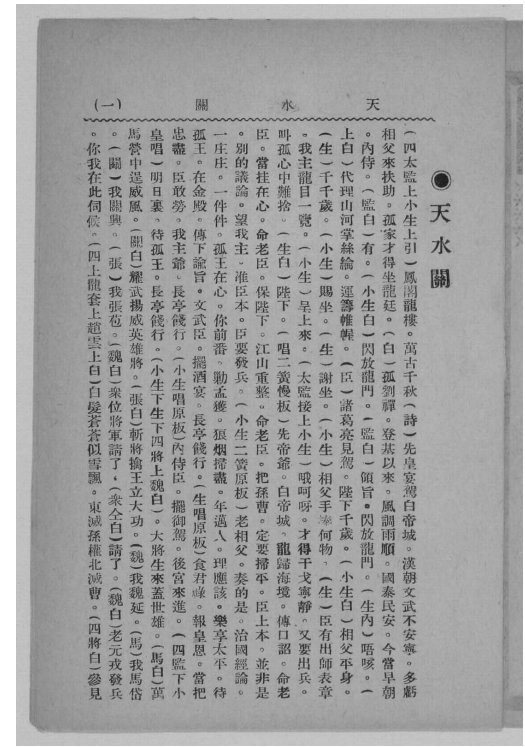 天水關
(一)
●天水關
(四太監上小生上引)鳳閣龍樓。萬古千秋(詩)先皇宴駕白帝城。漢朝文武不安寧。多虧
相父來扶助。孤家才得坐龍廷。(白)孤劉禪。登基以來。風調雨順。國泰民安。今當早朝
。內侍。(監白)有。(小生白)閃放龍門。(監白)領旨。閃放龍門。(生內)唔咳。(
上白)代理山河掌絲綸。運籌帷幄。(臣)諸葛亮見駕。陛下千歲。(小生白)相父平身。
(生)千千歲。(小生)賜坐。(生)謝坐。(小生)相父手捧何物。(生)臣有出師表章
。我主龍目一覽。(小生)呈上來。(太監接上小生)哦呵呀。才得干戈寧靜。又要出兵。
叫孤心中難捨。(生白)陛下。(唱二簧慢板)先帝爺。白帝城。龍歸海境。傳口詔。命老
臣。當挂在心。命老臣。保陛下。江山重整。命老臣。把孫曹。定要掃平。臣上本。並非是
。別的議論。望我主。准臣本。臣要發兵。(小生二簧原板)老相父。奏的是。治國經論。
一庄庄。一件件。孤王在心。你前番。勦孟獲。狼烟掃盡。年邁人。理應該。樂享太平。待
孤王。在金殿。傳下諭旨。文武臣。擺酒宴。長亭餞行。(生唱原板)食君祿。報皇恩。當把
忠盡。臣敢勞。我主爺。長亭餞行。(小生唱原板)內侍臣。擺御駕。後宮來進。(四監下小
皇唱)明日裏。待孤王。長亭餞行。(小生下生下四將上魏白)。大將生來蓋世雄。(馬白)萬
馬營中逞威風。(關白)耀武揚威英雄將。(張白)斬將擒王立大功。(魏)我魏延。(馬)我馬岱
。(關)我關興。(張)我張苞。(魏白)衆位將軍請了。(衆仝白)請了。(魏白)老元戎發兵
。你我在此伺候。(四上龍套上趙雲上白)白髮蒼蒼似雪飄。東滅孫權北滅曹。(四將白)參見